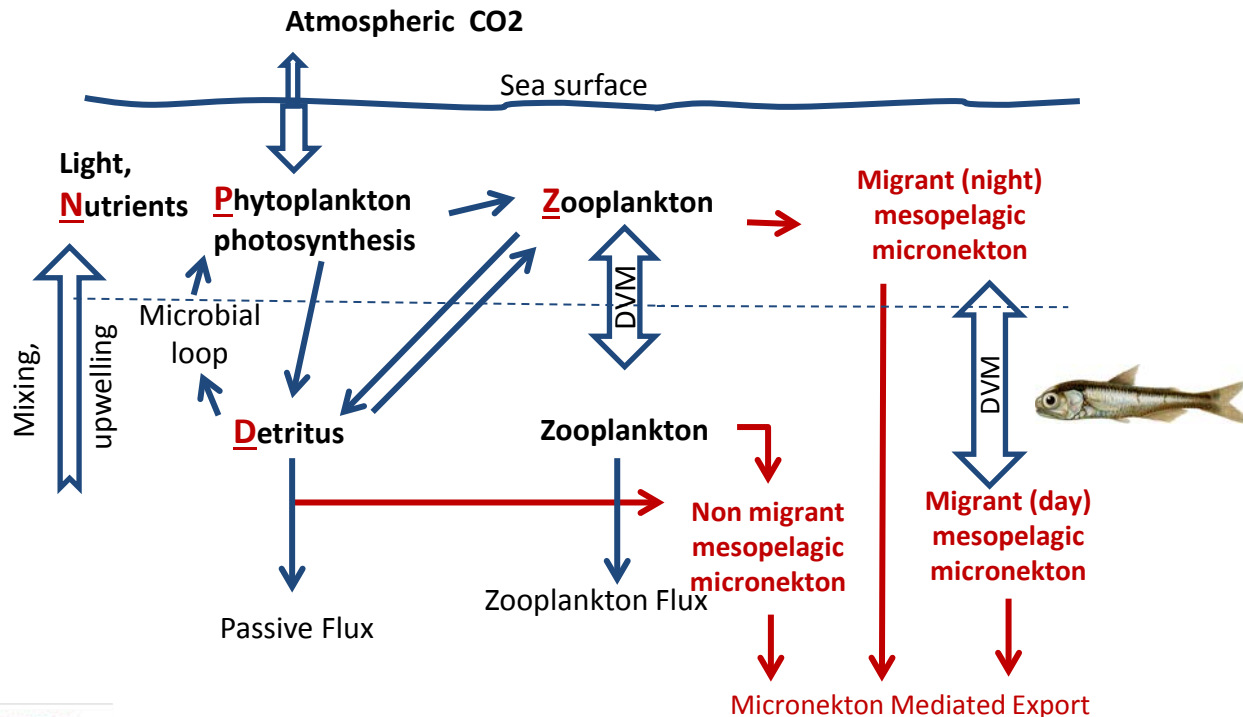 Atmospheric CO2
Sea surface
Light,
Nutrients
Phytoplankton
photosynthesis
Zooplankton
Migrant (night)
mesopelagic
micronekton
Mixing,
upwelling
Microbial
loop
DVM
DVM
Detritus
Zooplankton
Non migrant
mesopelagic
micronekton
Migrant (day)
mesopelagic
micronekton
Passive Flux
Zooplankton Flux
Micronekton Mediated Export